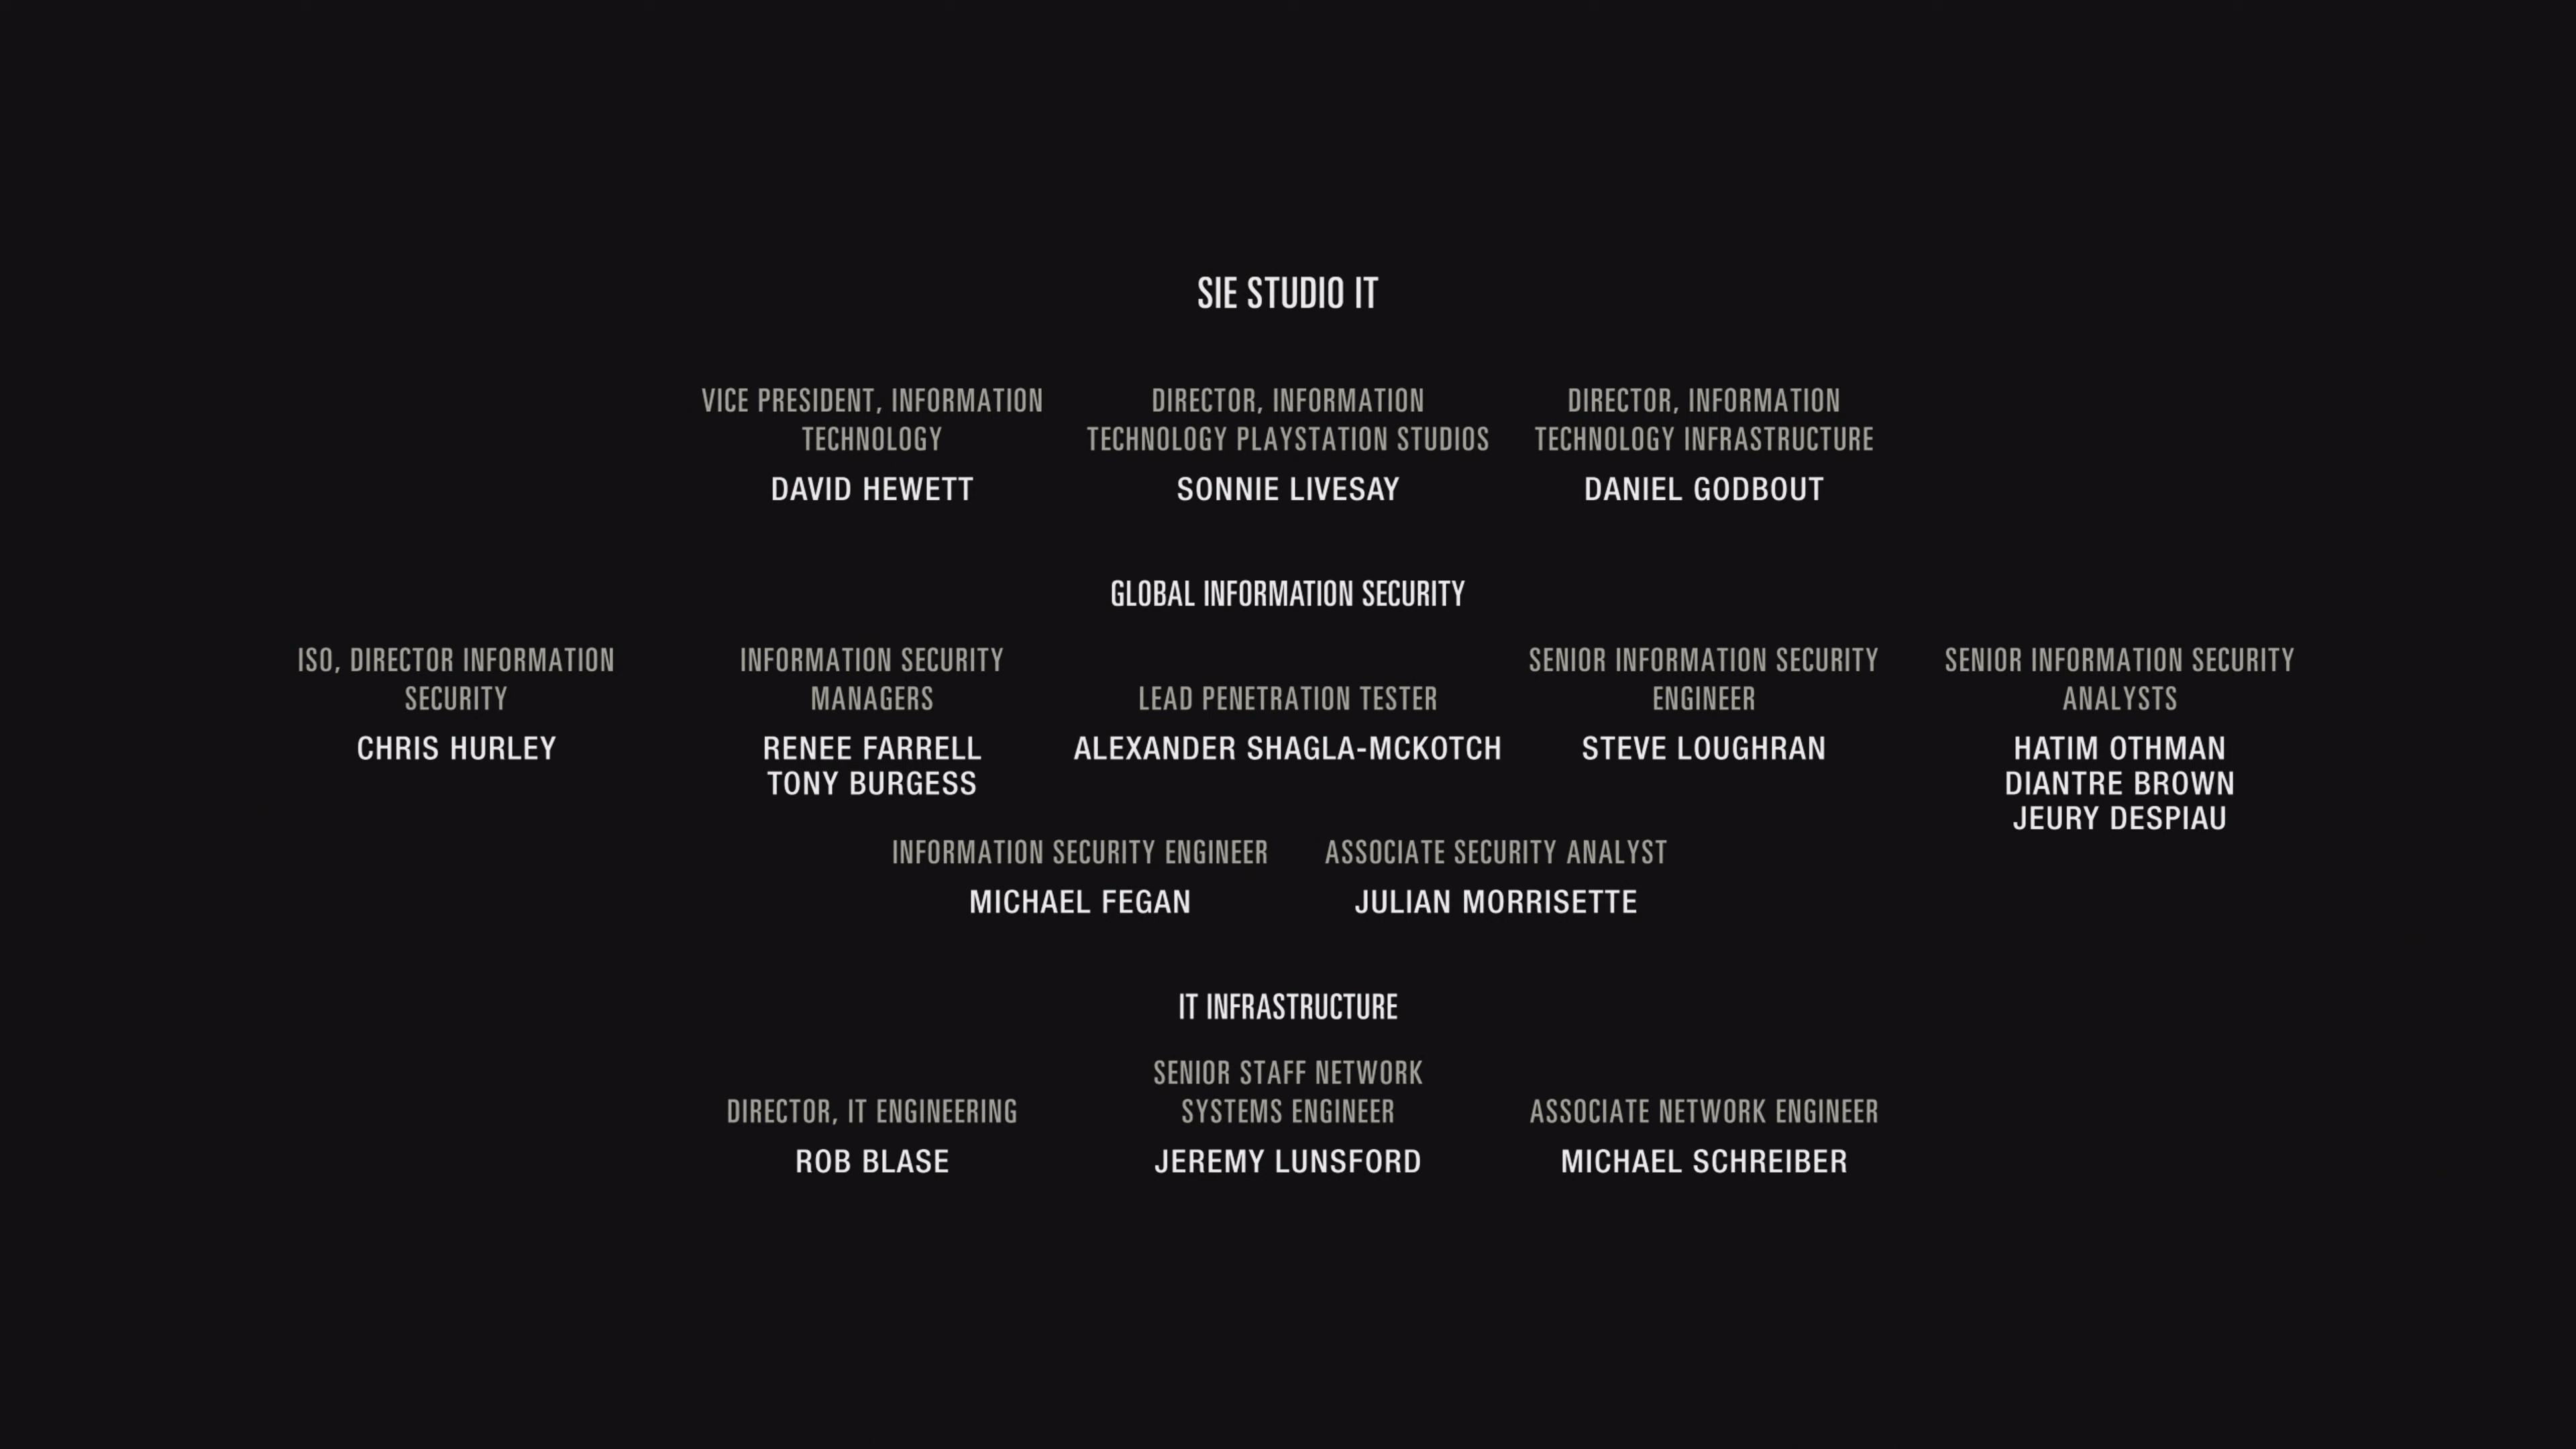 SIE STUDIO IT
VICE PRESIDENT, INFORMATION
TECHNOLOGY
DAVID HEWETT
DIRECTOR, INFORMATION
TECHNOLOGY PLAYSTATION STUDIOS
SONNIE LIVESAY
DIRECTOR, INFORMATION
TECHNOLOGY INFRASTRUCTURE
DANIEL GODBOUT
GLOBAL INFORMATION SECURITY
ISO, DIRECTOR INFORMATION
SECURITY
CHRIS HURLEY
INFORMATION SECURITY
MANAGERS
RENEE FARRELL
TONY BURGESS
LEAD PENETRATION TESTER
ALEXANDER SHAGLA-MCKOTCH
SENIOR INFORMATION SECURITY
ENGINEER
STEVE LOUGHRAN
SENIOR INFORMATION SECURITY
ANALYSTS
HATIM OTHMAN
DIANTRE BROWN
JEURY DESPIAU
INFORMATION SECURITY ENGINEER
MICHAEL FEGAN
ASSOCIATE SECURITY ANALYST
JULIAN MORRISETTE
IT INFRASTRUCTURE
DIRECTOR, IT ENGINEERING
ROB BLASE
SENIOR STAFF NETWORK
SYSTEMS ENGINEER
JEREMY LUNSFORD
ASSOCIATE NETWORK ENGINEER
MICHAEL SCHREIBER